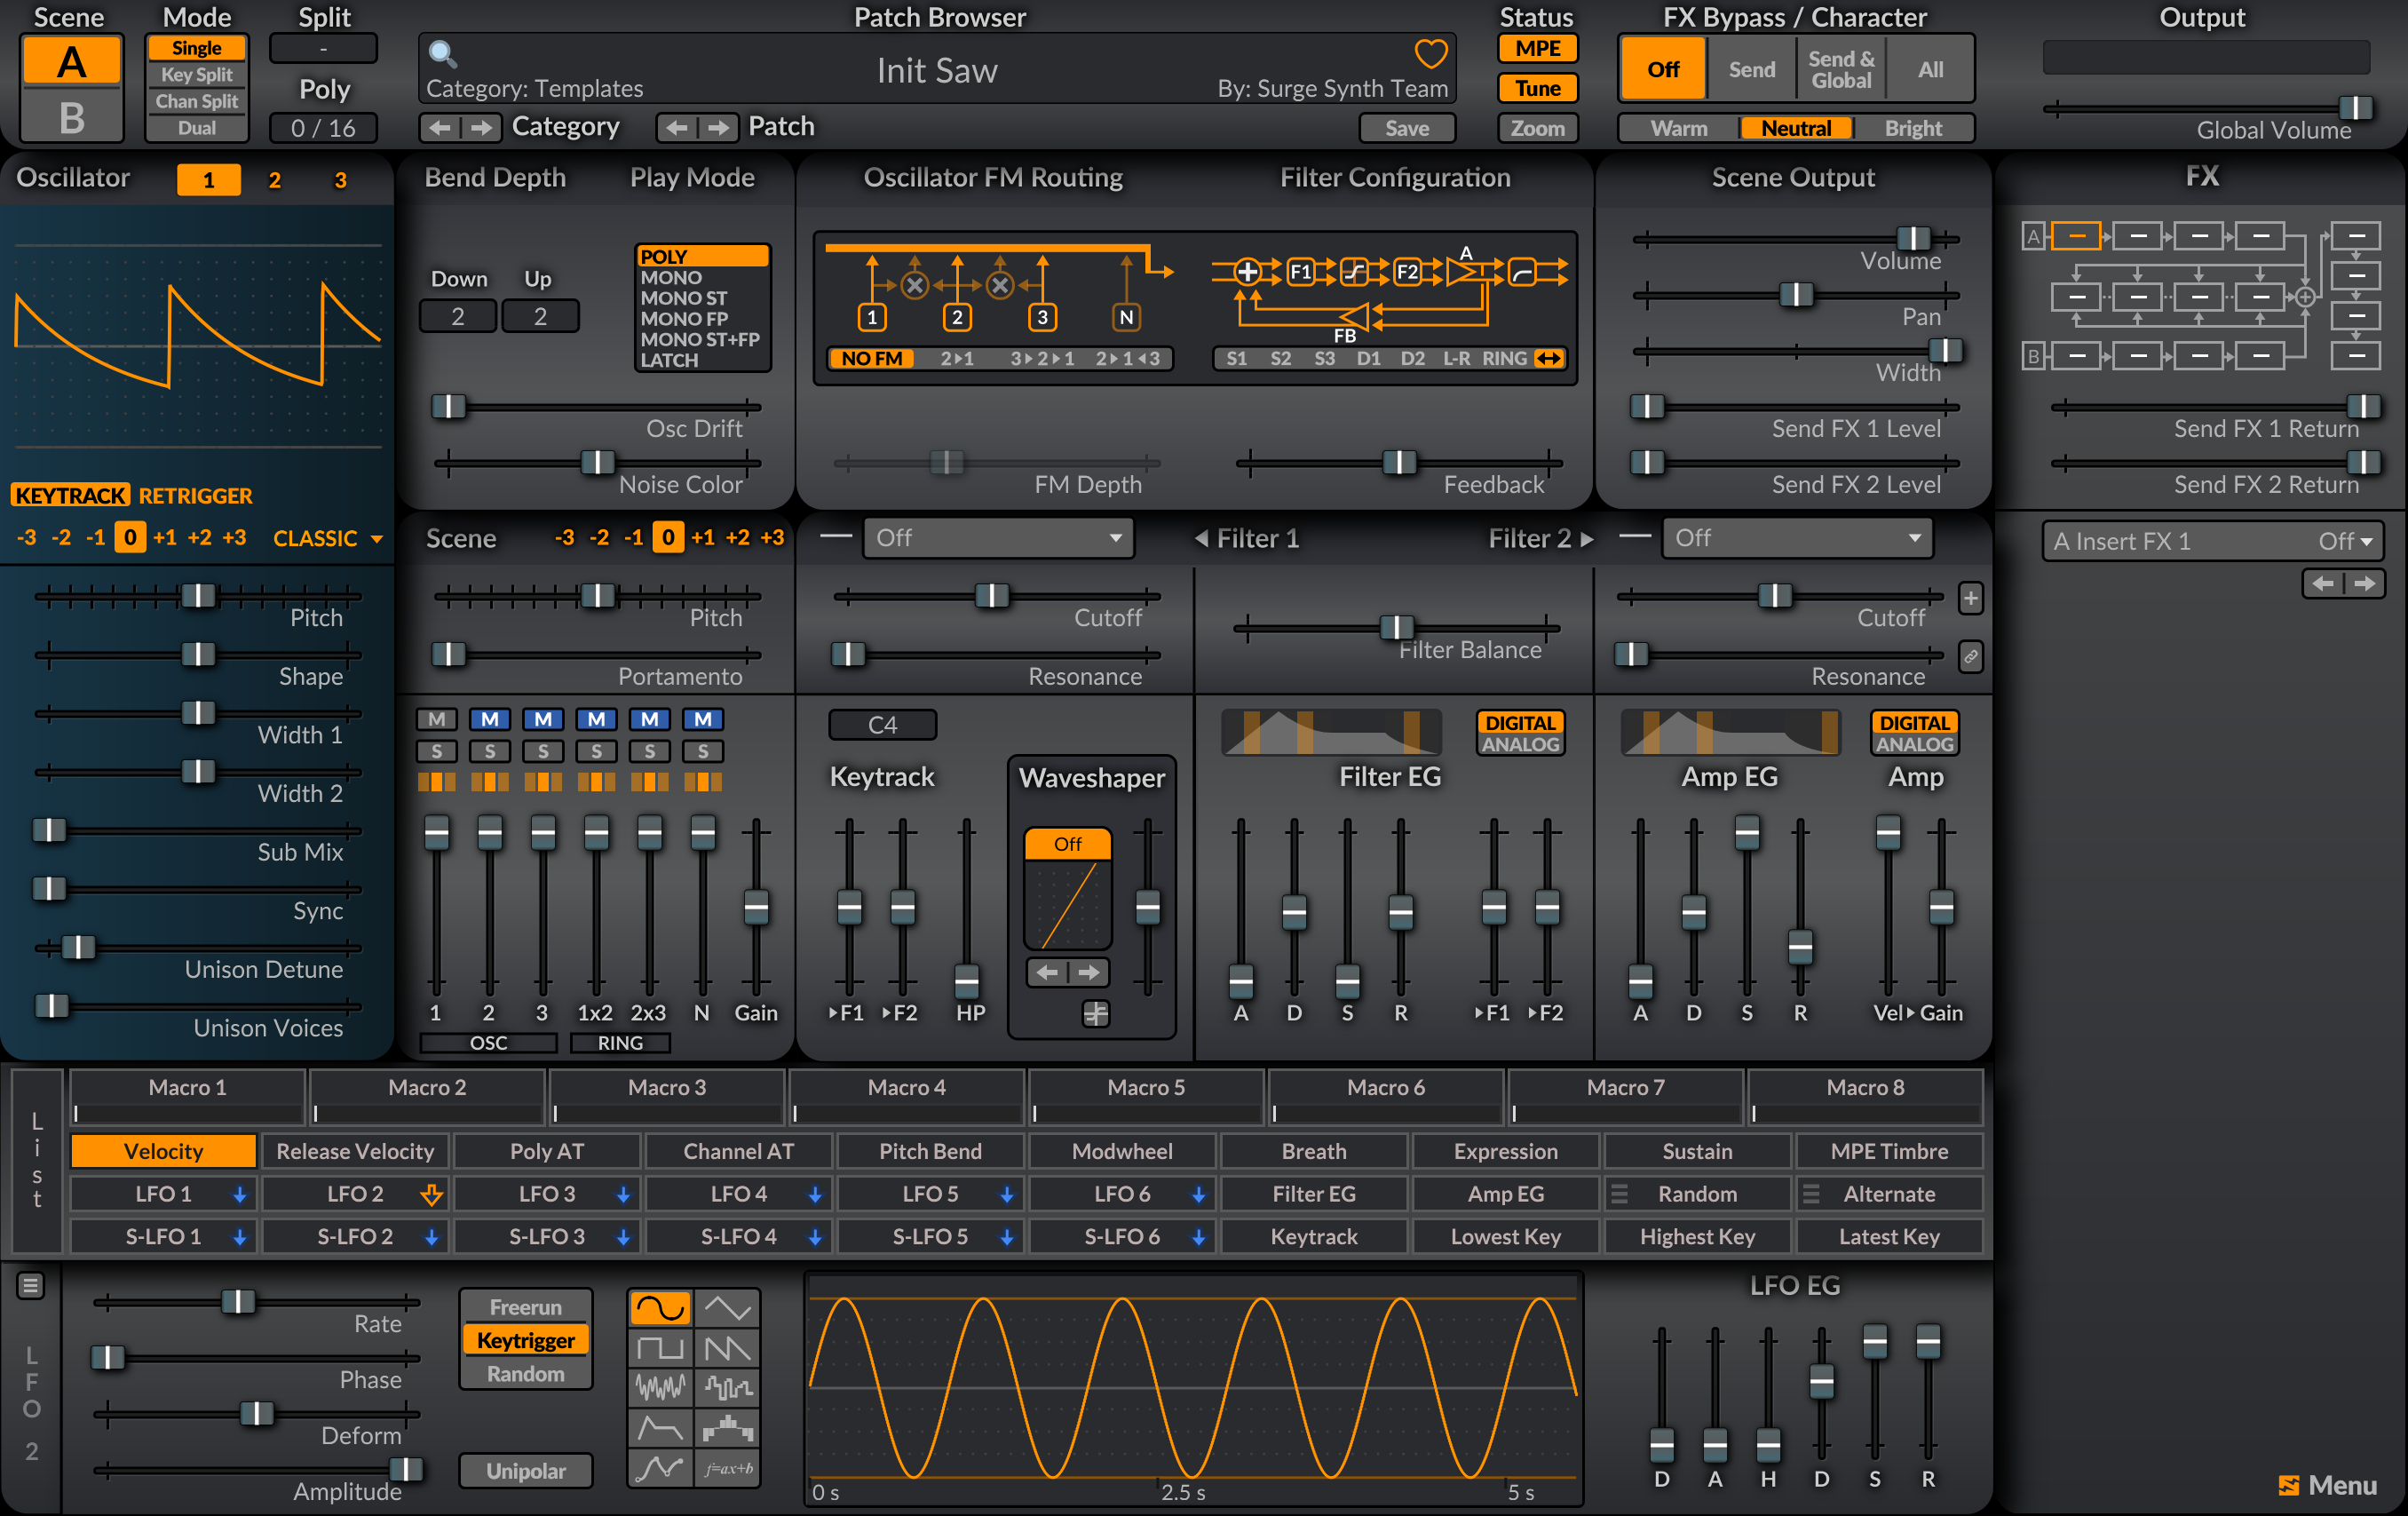 Scene
Mode
Split
Patch Browser
Status
FX Bypass / Character
Output
A
B
Single
Key Split
Chan Split
Dual
-
Poly
0 / 16
Init Saw
Category: Templates
By: Surge Synth Team
Category
Patch
Save
MPE
Tune
Zoom
Off
Send
Send & Global
All
Warm
Neutral
Bright
Global Volume
Oscillator
1
2
3
Bend Depth
Play Mode
Oscillator FM Routing
Filter Configuration
Scene Output
FX
Down
Up
2
2
POLY
MONO
MONO ST
MONO FP
MONO ST+FP
LATCH
1
2
3
N
NO FM
2▸1
3▸2▸1
2▸1◂3
F1
F2
A
FB
S1
S2
S3
D1
D2
L-R
RING
Volume
Pan
Width
Send FX 1 Level
Send FX 2 Level
A
B
Send FX 1 Return
Send FX 2 Return
Osc Drift
Noise Color
FM Depth
Feedback
KEYTRACK
RETRIGGER
-3 -2 -1 0 +1 +2 +3
CLASSIC
Scene
-3 -2 -1 0 +1 +2 +3
Off
◂ Filter 1
Filter 2 ▸
Off
A Insert FX 1
Off
Pitch
Shape
Width 1
Width 2
Sub Mix
Sync
Unison Detune
Unison Voices
Pitch
Portamento
Cutoff
Resonance
Filter Balance
Cutoff
Resonance
M M M M M M
S S S S S S
1 2 3 1x2 2x3 N Gain
OSC
RING
C4
Keytrack
▸F1 ▸F2 HP
Waveshaper
Off
DIGITAL
ANALOG
Filter EG
A D S R ▸F1 ▸F2
DIGITAL
ANALOG
Amp EG
Amp
A D S R Vel▸Gain
List
Macro 1
Macro 2
Macro 3
Macro 4
Macro 5
Macro 6
Macro 7
Macro 8
Velocity
Release Velocity
Poly AT
Channel AT
Pitch Bend
Modwheel
Breath
Expression
Sustain
MPE Timbre
LFO 1
LFO 2
LFO 3
LFO 4
LFO 5
LFO 6
Filter EG
Amp EG
Random
Alternate
S-LFO 1
S-LFO 2
S-LFO 3
S-LFO 4
S-LFO 5
S-LFO 6
Keytrack
Lowest Key
Highest Key
Latest Key
LFO 2
Rate
Phase
Deform
Amplitude
Freerun
Keytrigger
Random
Unipolar
f=ax+b
0 s
2.5 s
5 s
LFO EG
D A H D S R
Menu